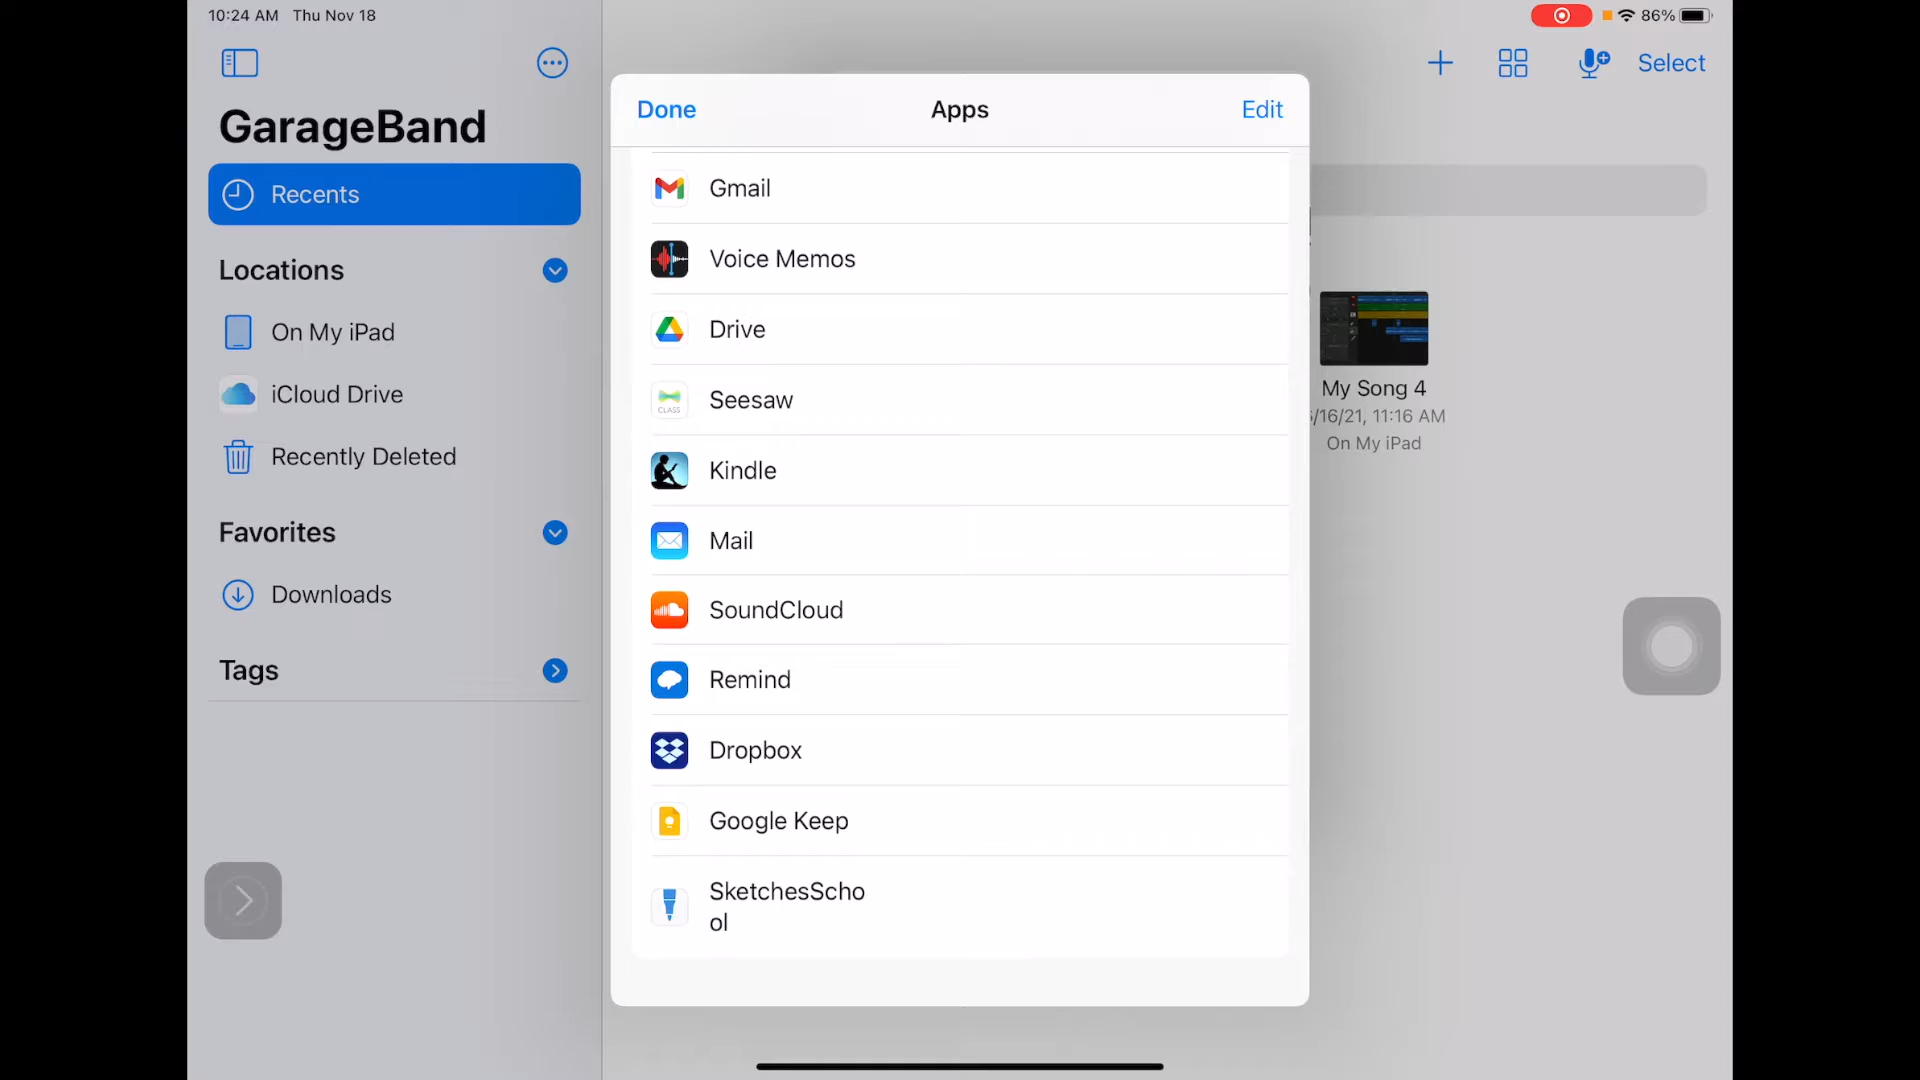 10:24 AM Thu Nov 18
86%
Select
GarageBand
Recents
Locations
On My iPad
iCloud Drive
Recently Deleted
Favorites
Downloads
Tags
Done
Apps
Edit
Gmail
Voice Memos
Drive
CLASS
Seesaw
Kindle
Mail
SoundCloud
Remind
Dropbox
Google Keep
SketchesScho
ol
My Song 4
/16/21, 11:16 AM
On My iPad